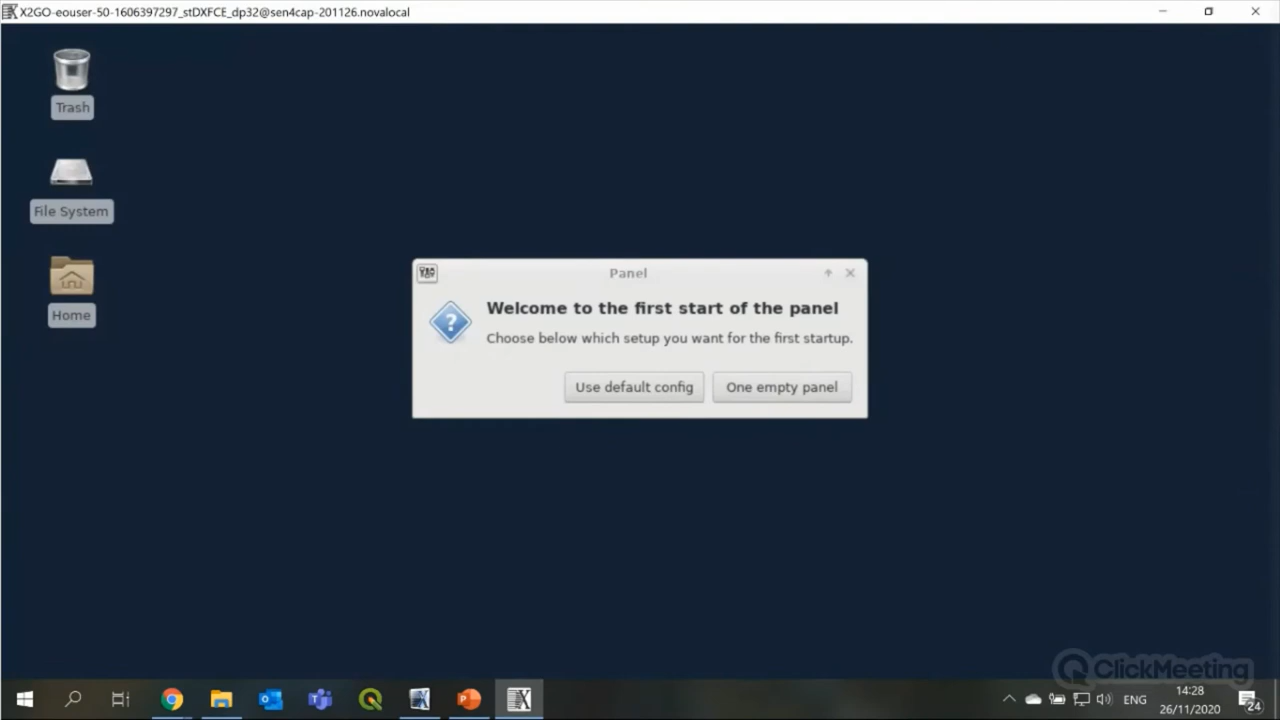 X2GO-eouser-50-1606397297_stDXFCE_dp32@sen4cap-201126.novalocal
Trash
File System
Home
Panel
Welcome to the first start of the panel
Choose below which setup you want for the first startup.
Use default config
One empty panel
ClickMeeting
ENG
14:28
26/11/2020
24